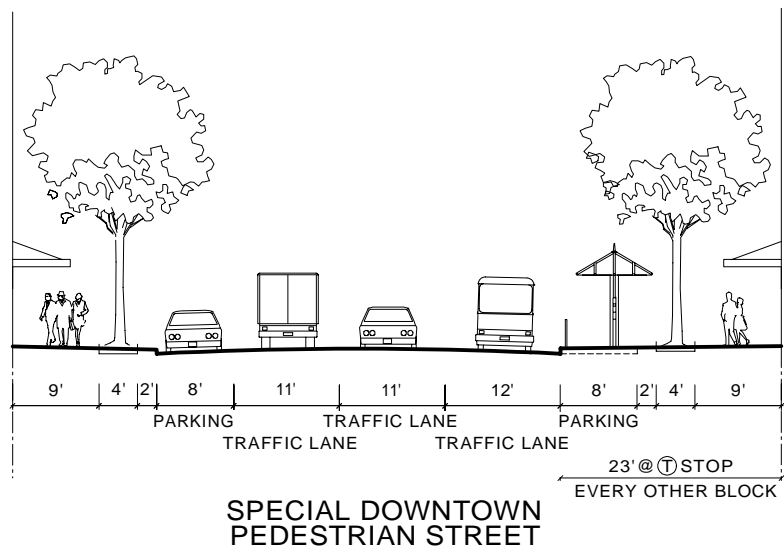 9' 4' 2' 8' 11' 11' 12' 8' 2' 4' 9'
PARKING TRAFFIC LANE PARKING
TRAFFIC LANE TRAFFIC LANE
23' @ T STOP
EVERY OTHER BLOCK
SPECIAL DOWNTOWN
PEDESTRIAN STREET